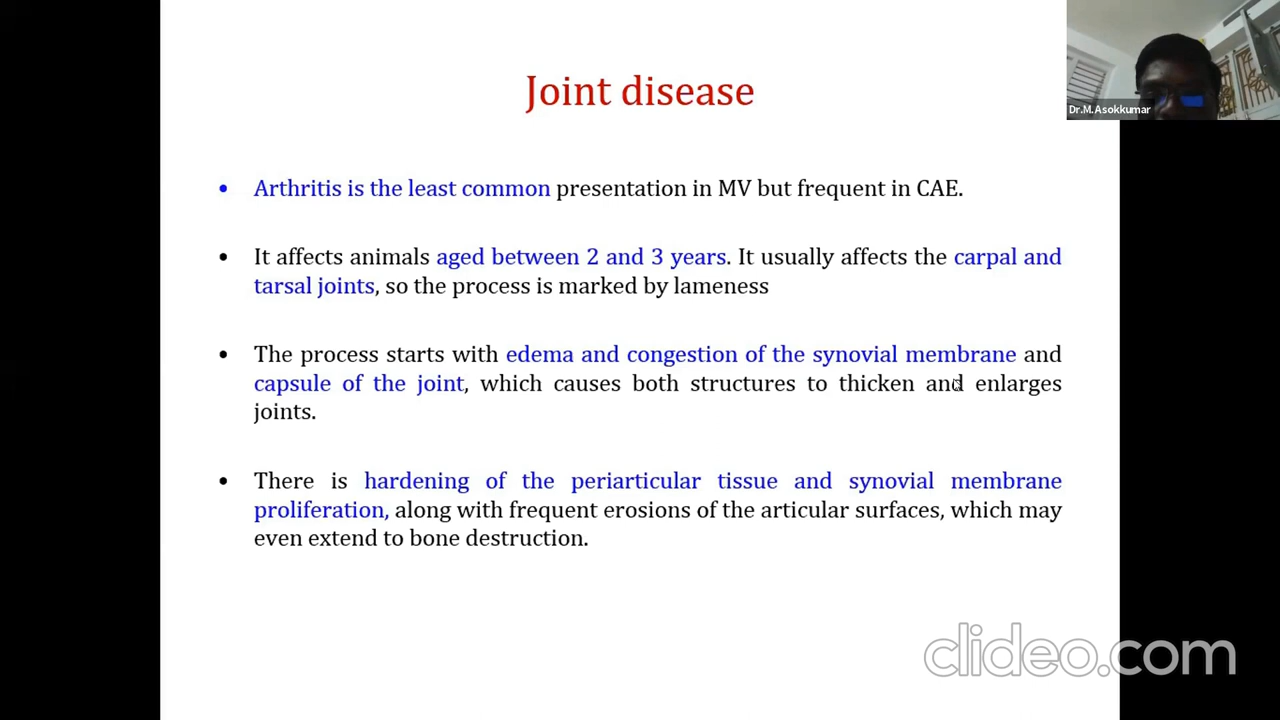 Joint disease
Dr.M.Asokkumar
• Arthritis is the least common presentation in MV but frequent in CAE.
• It affects animals aged between 2 and 3 years. It usually affects the carpal and
tarsal joints, so the process is marked by lameness
• The process starts with edema and congestion of the synovial membrane and
capsule of the joint, which causes both structures to thicken and enlarges
joints.
• There is hardening of the periarticular tissue and synovial membrane
proliferation, along with frequent erosions of the articular surfaces, which may
even extend to bone destruction.
clideo.com